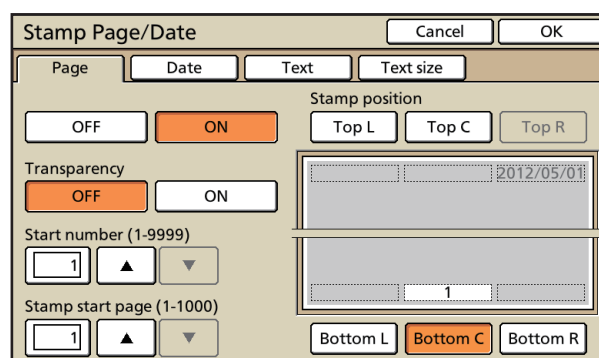 Stamp Page/Date
Cancel
OK
Page
Date
Text
Text size
OFF
ON
Transparency
OFF
ON
Start number (1-9999)
1
Stamp start page (1-1000)
1
Stamp position
Top L
Top C
Top R
2012/05/01
1
Bottom L
Bottom C
Bottom R